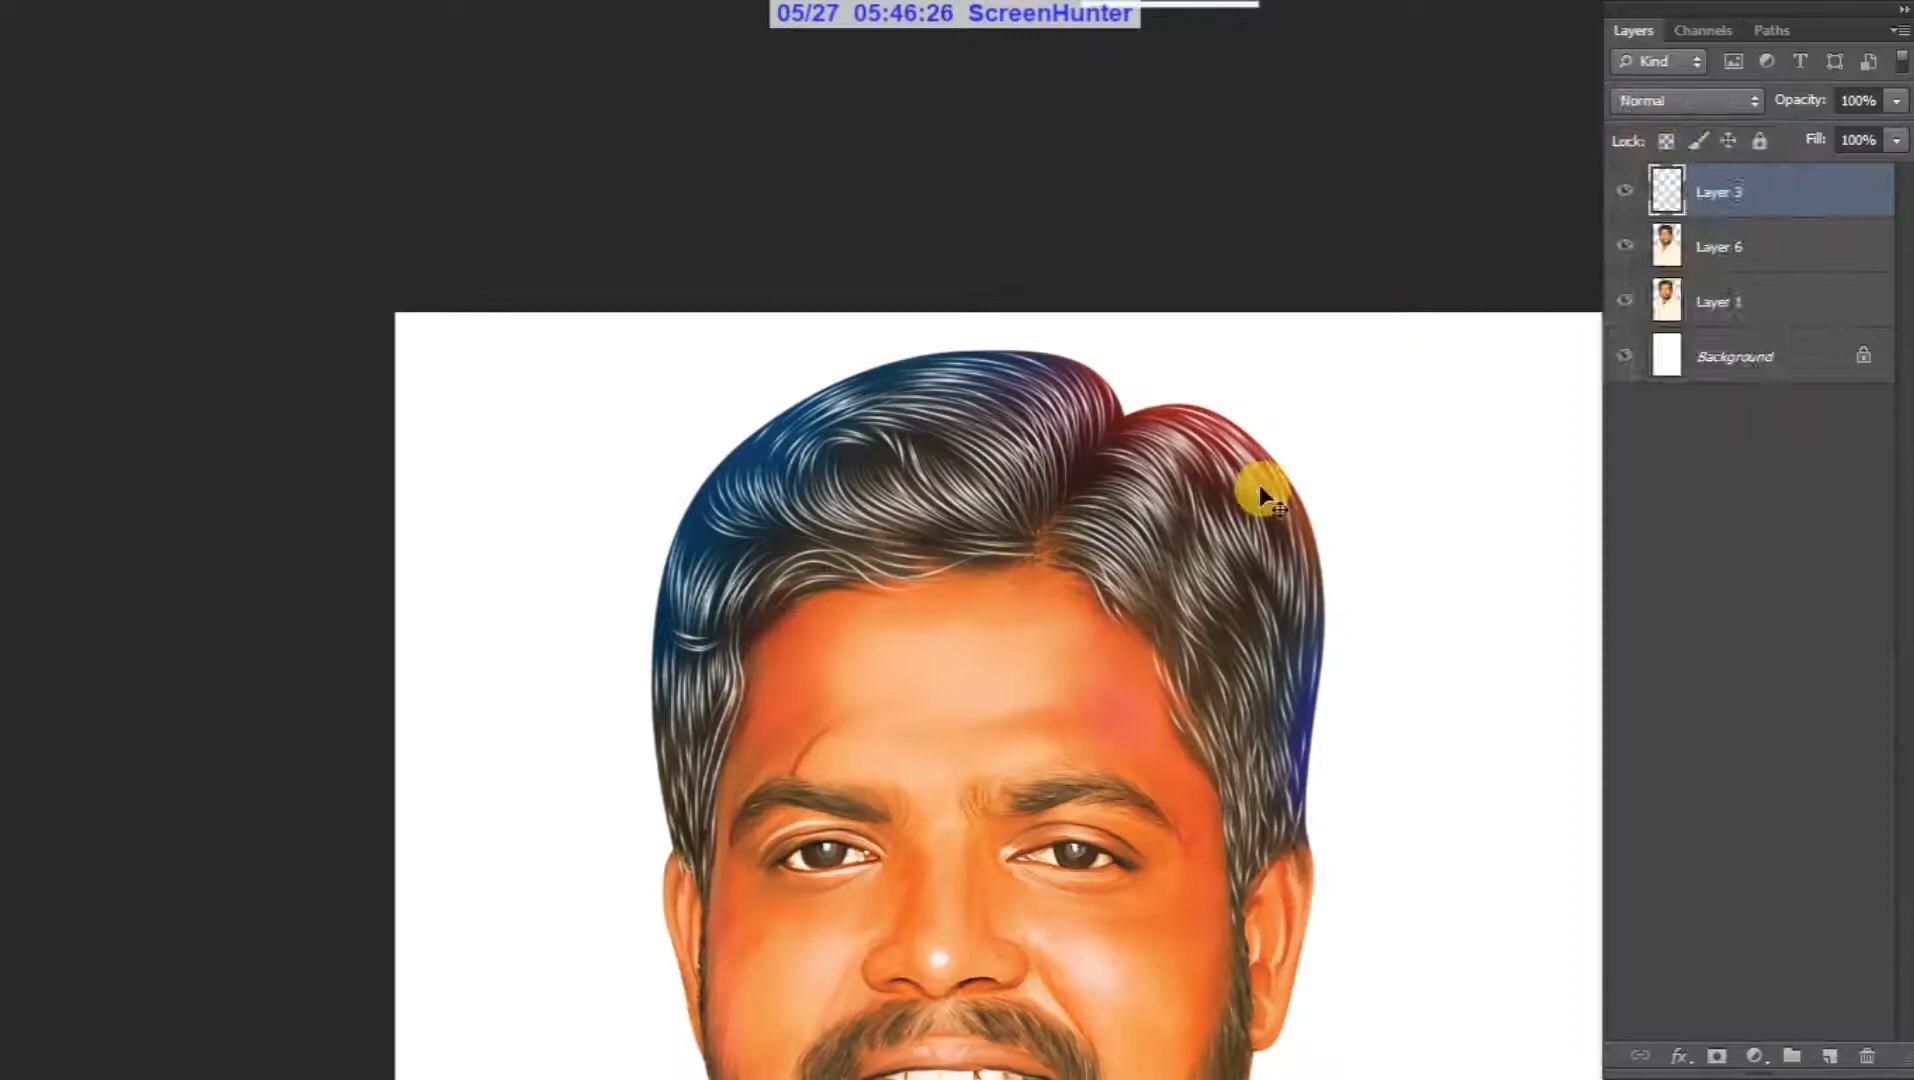 05/27 05:46:26 ScreenHunter
Layers Channels Paths
Kind T
Normal Opacity: 100%
Lock: Fill: 100%
Layer 3
Layer 6
Layer 1
Background
fx